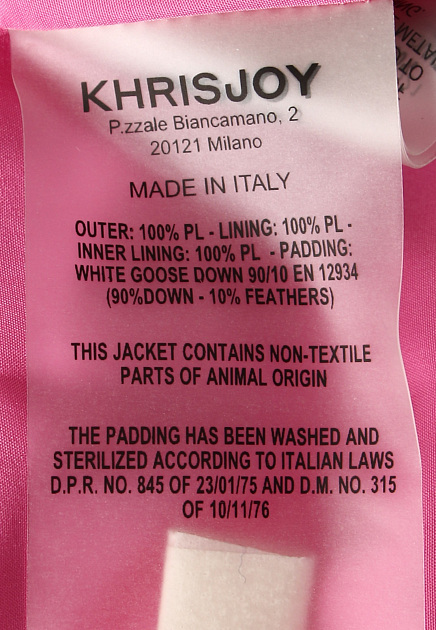 KHRISJOY
P.zzale Biancamano, 2
20121 Milano
MADE IN ITALY
OUTER: 100% PL - LINING: 100% PL -
INNER LINING: 100% PL - PADDING:
WHITE GOOSE DOWN 90/10 EN 12934
(90%DOWN - 10% FEATHERS)
THIS JACKET CONTAINS NON-TEXTILE
PARTS OF ANIMAL ORIGIN
THE PADDING HAS BEEN WASHED AND
STERILIZED ACCORDING TO ITALIAN LAWS
D.P.R. NO. 845 OF 23/01/75 AND D.M. NO. 315
OF 10/11/76